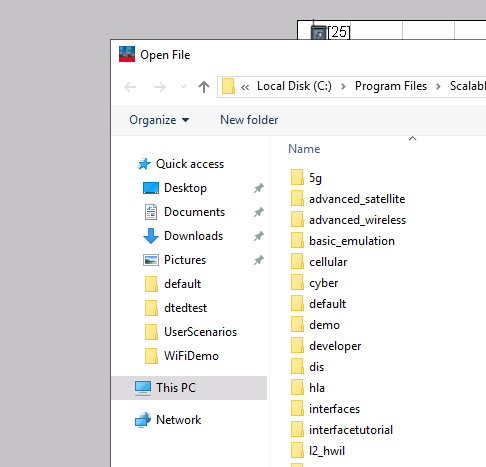 [25]
Open File
« Local Disk (C:) > Program Files > Scalabl
Organize
New folder
Name
Quick access
Desktop
Documents
Downloads
Pictures
default
dtedtest
UserScenarios
WiFiDemo
This PC
Network
5g
advanced_satellite
advanced_wireless
basic_emulation
cellular
cyber
default
demo
developer
dis
hla
interfaces
interfacetutorial
l2_hwil